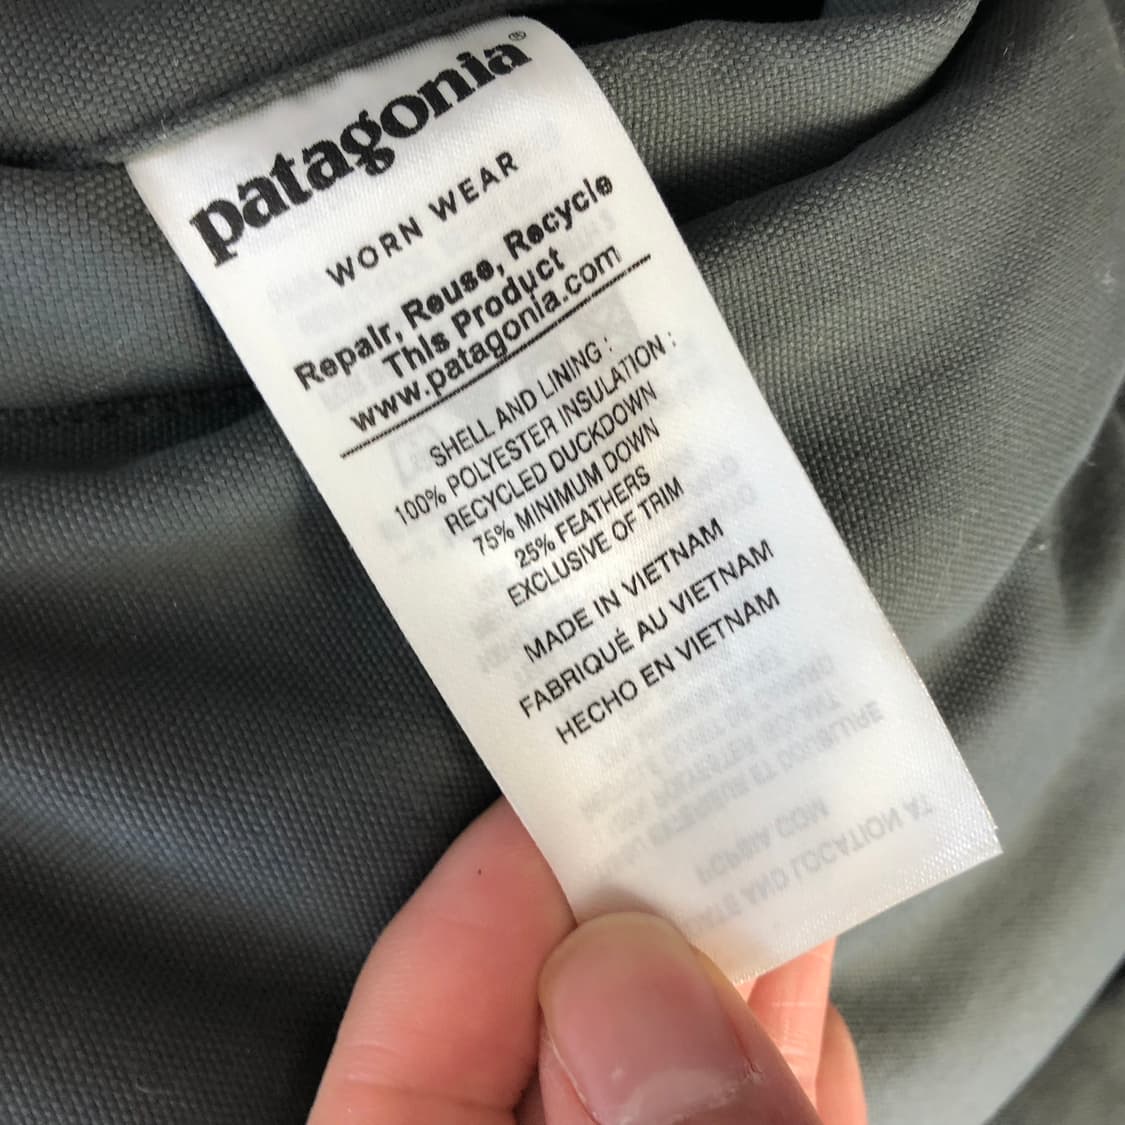 patagonia®
WORN WEAR
Repair, Reuse, Recycle
This Product
www.patagonia.com
SHELL AND LINING :
100% POLYESTER INSULATION :
RECYCLED DUCKDOWN
75% MINIMUM DOWN
25% FEATHERS
EXCLUSIVE OF TRIM
MADE IN VIETNAM
FABRIQUÉ AU VIETNAM
HECHO EN VIETNAM